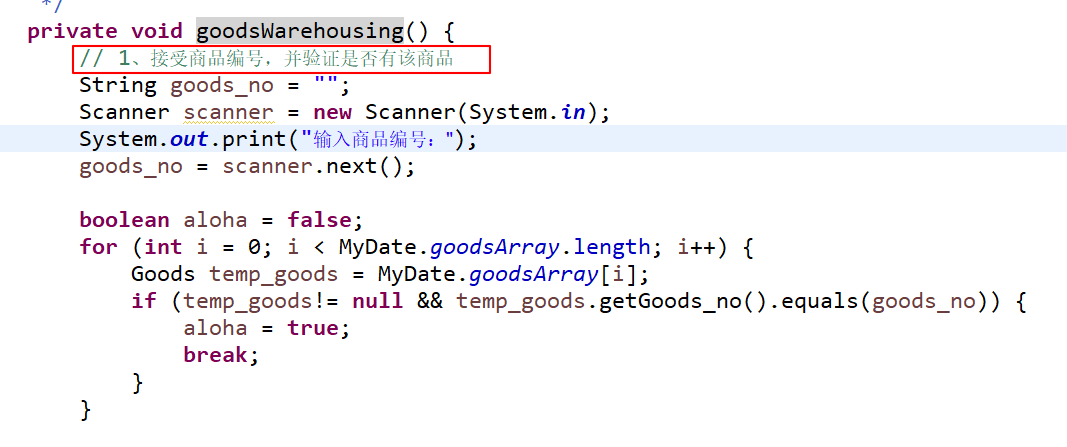 */
private void goodsWarehousing() {
// 1、接受商品编号，并验证是否有该商品
String goods_no = "";
Scanner scanner = new Scanner(System.in);
System.out.print("输入商品编号：");
goods_no = scanner.next();
boolean aloha = false;
for (int i = 0; i < MyDate.goodsArray.length; i++) {
Goods temp_goods = MyDate.goodsArray[i];
if (temp_goods!= null && temp_goods.getGoods_no().equals(goods_no)) {
aloha = true;
break;
}
}